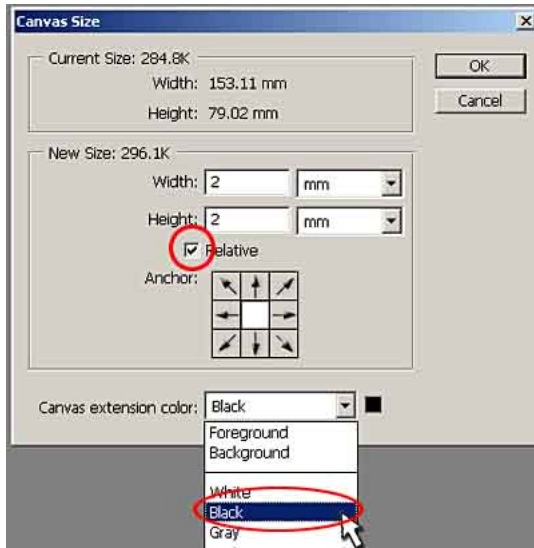 Canvas Size
Current Size: 284.8K
Width: 153.11 mm
Height: 79.02 mm
OK
Cancel
New Size: 296.1K
Width: 2 mm
Height: 2 mm
Relative
Anchor:
Canvas extension color: Black
Foreground
Background
White
Black
Gray